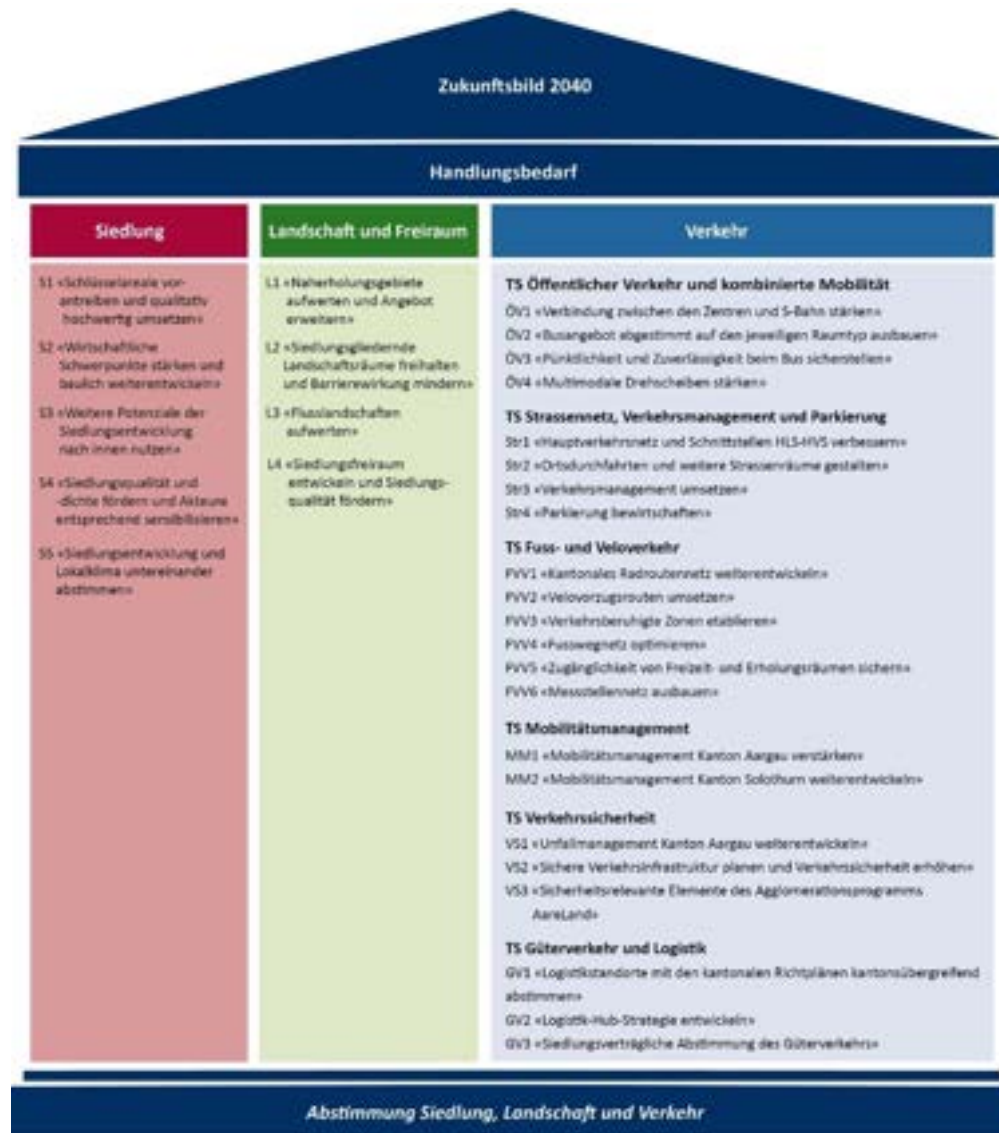 Zukunftsbild 2040
Handlungsbedarf
Siedlung
S1 «Schlüsselareale vor-
antreiben und qualitativ
hochwertig umsetzen»
S2 «Wirtschaftliche
Schwerpunkte stärken und
baulich weiterentwickeln»
S3 «Weitere Potenziale der
Siedlungsentwicklung
nach innen nutzen»
S4 «Siedlungsqualität und
-dichte fördern und Akteure
entsprechend sensibilisieren»
S5 «Siedlungsentwicklung und
Lokalklima untereinander
abstimmen»
Landschaft und Freiraum
L1 «Naherholungsgebiete
aufwerten und Angebot
erweitern»
L2 «Siedlungsgliedernde
Landschaftsräume freihalten
und Barrierewirkung mindern»
L3 «Flusslandschaften
aufwerten»
L4 «Siedlungsfreiraum
entwickeln und Siedlungs-
qualität fördern»
Verkehr
TS Öffentlicher Verkehr und kombinierte Mobilität
ÖV1 «Verbindung zwischen den Zentren und S-Bahn stärken»
ÖV2 «Busangebot abgestimmt auf den jeweiligen Raumtyp ausbauen»
ÖV3 «Pünktlichkeit und Zuverlässigkeit beim Bus sicherstellen»
ÖV4 «Multimodale Drehscheiben stärken»
TS Strassennetz, Verkehrsmanagement und Parkierung
Str1 «Hauptverkehrsnetz und Schnittstellen HLS-HVS verbessern»
Str2 «Ortsdurchfahrten und weitere Strassenräume gestalten»
Str3 «Verkehrsmanagement umsetzen»
Str4 «Parkierung bewirtschaften»
TS Fuss- und Veloverkehr
FVV1 «Kantonales Radroutennetz weiterentwickeln»
FVV2 «Velovorzugsrouten umsetzen»
FVV3 «Verkehrsberuhigte Zonen etablieren»
FVV4 «Fusswegnetz optimieren»
FVV5 «Zugänglichkeit von Freizeit- und Erholungsräumen sichern»
FVV6 «Messstellennetz ausbauen»
TS Mobilitätsmanagement
MM1 «Mobilitätsmanagement Kanton Aargau verstärken»
MM2 «Mobilitätsmanagement Kanton Solothurn weiterentwickeln»
TS Verkehrssicherheit
VS1 «Unfallmanagement Kanton Aargau weiterentwickeln»
VS2 «Sichere Verkehrsinfrastruktur planen und Verkehrssicherheit erhöhen»
VS3 «Sicherheitsrelevante Elemente des Agglomerationsprogramms
AareLand»
TS Güterverkehr und Logistik
GV1 «Logistikstandorte mit den kantonalen Richtplänen kantonsübergreifend
abstimmen»
GV2 «Logistik-Hub-Strategie entwickeln»
GV3 «Siedlungsverträgliche Abstimmung des Güterverkehrs»
Abstimmung Siedlung, Landschaft und Verkehr